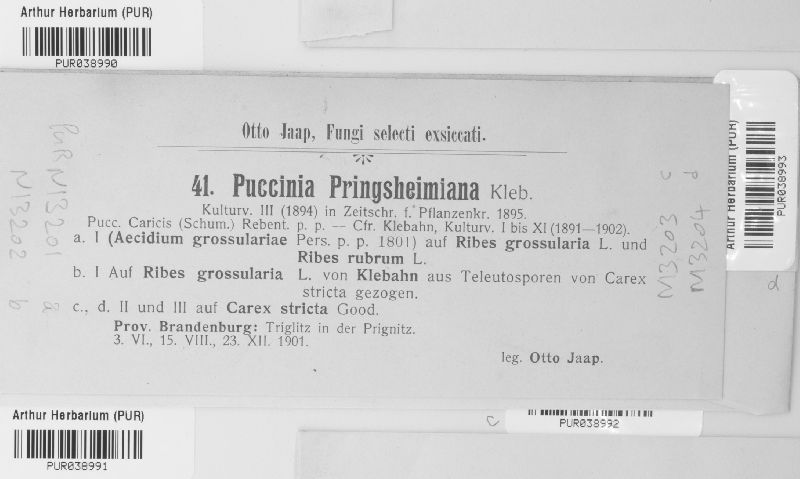 Arthur Herbarium (PUR)
PUR038990
Otto Jaap, Fungi selecti exsiccati.
41. Puccinia Pringsheimiana Kleb.
Kulturv. III (1894) in Zeitschr. f. Pflanzenkr. 1895.
Pucc. Caricis (Schum.) Rebent. p. p. — Cfr. Klebahn, Kulturv. I bis XI (1891—1902).
a. I (Aecidium grossulariae Pers. p. p. 1801) auf Ribes grossularia L. und
Ribes rubrum L.
b. I Auf Ribes grossularia L. von Klebahn aus Teleutosporen von Carex
stricta gezogen.
c., d. II und III auf Carex stricta Good.
Prov. Brandenburg: Triglitz in der Prignitz.
3. VI., 15. VIII., 23. XII. 1901.
leg. Otto Jaap.
PUR N13201 a
N13202 b
M3203 c
M3204 d
Arthur Herbarium (PUR)
PUR038993
d
Arthur Herbarium (PUR)
PUR038991
c
PUR038992